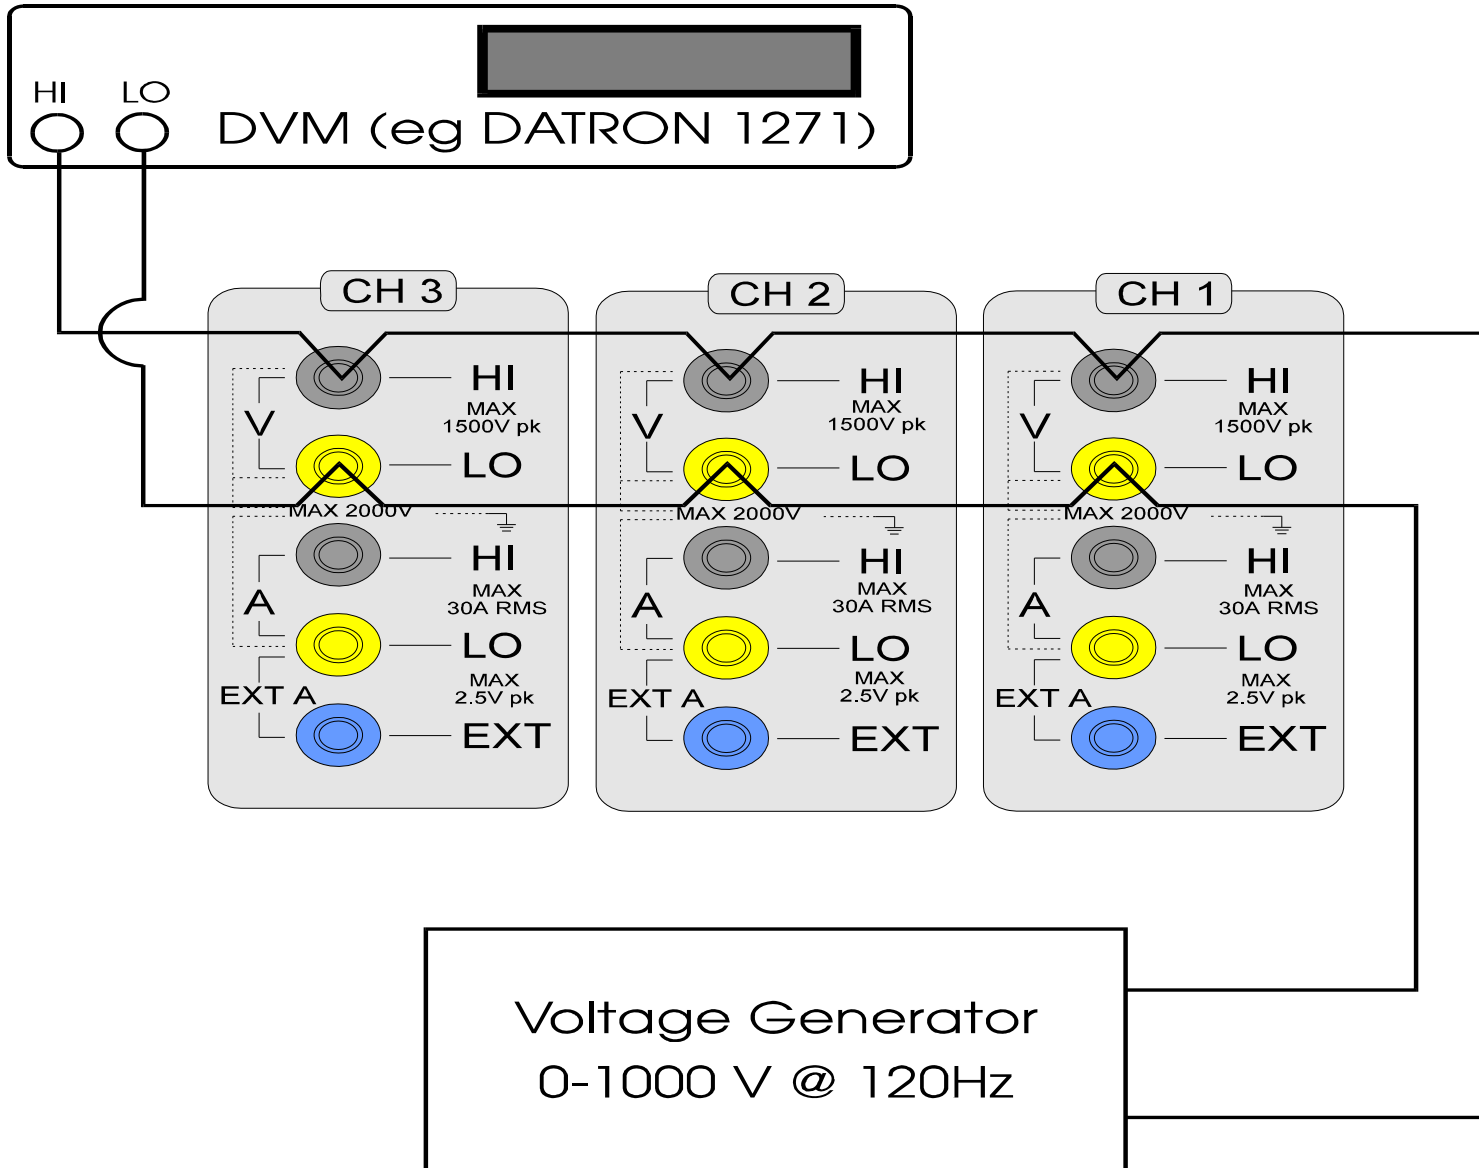 HI LO
DVM (eg DATRON 1271)
CH 3
V
HI
MAX
1500V pk
LO
MAX 2000V
A
HI
MAX
30A RMS
LO
MAX
2.5V pk
EXT A
EXT
CH 2
V
HI
MAX
1500V pk
LO
MAX 2000V
A
HI
MAX
30A RMS
LO
MAX
2.5V pk
EXT A
EXT
CH 1
V
HI
MAX
1500V pk
LO
MAX 2000V
A
HI
MAX
30A RMS
LO
MAX
2.5V pk
EXT A
EXT
Voltage Generator
0-1000 V @ 120Hz